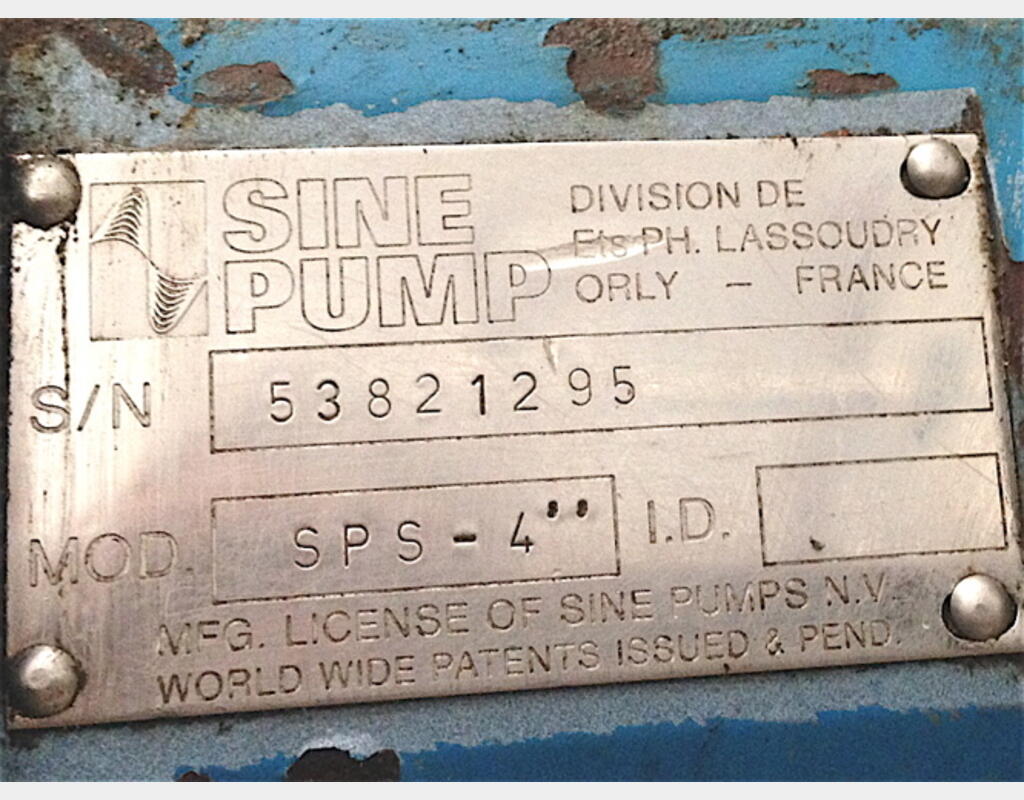 SINE
PUMP
DIVISION DE
Ets PH. LASSOUDRY
ORLY - FRANCE
S/N 53821295
MOD. SPS-4" I.D.
MFG. LICENSE OF SINE PUMPS N.V.
WORLD WIDE PATENTS ISSUED & PEND.